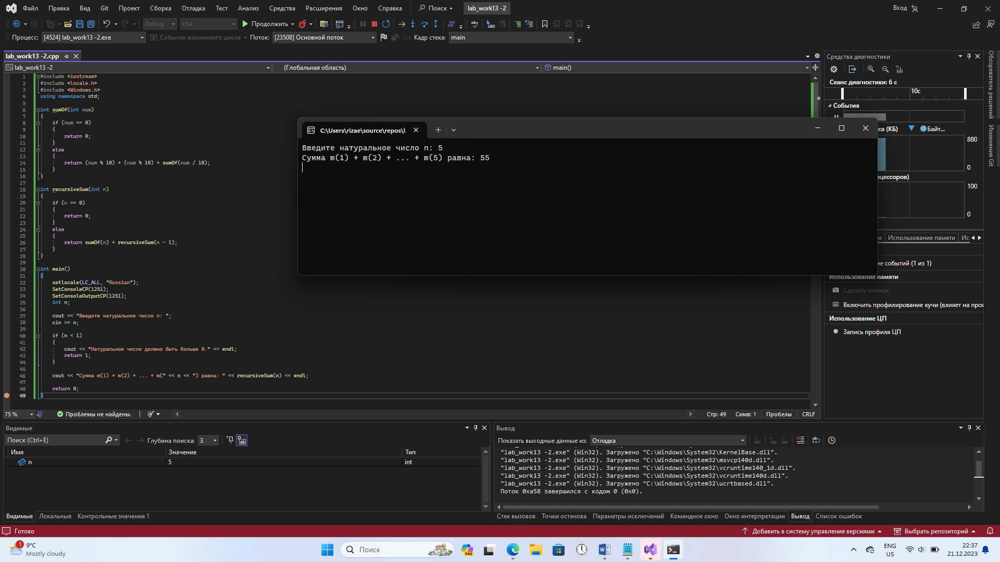 Файл Правка Вид Git Проект Сборка Отладка Тест Анализ Средства Расширения Окно Справка Поиск lab_work13 -2 Вход
Debug x64 Продолжить
Процесс: [4524] lab_work13 -2.exe События жизненного цикла Поток: [23508] Основной поток Кадр стека: main
lab_work13 -2.cpp
lab_work13 -2 (Глобальная область) main()
1 #include <iostream>
2 #include <locale.h>
3 #include <Windows.h>
4 using namespace std;
5
6 int sumOf(int num)
7 {
8 if (num == 0)
9 {
10 return 0;
11 }
12 else
13 {
14 return (num % 10) * (num % 10) + sumOf(num / 10);
15 }
16 }
17
18 int recursiveSum(int n)
19 {
20 if (n == 0)
21 {
22 return 0;
23 }
24 else
25 {
26 return sumOf(n) + recursiveSum(n - 1);
27 }
28 }
29
30 int main()
31 {
32 setlocale(LC_ALL, "Russian");
33 SetConsoleCP(1251);
34 SetConsoleOutputCP(1251);
35 int n;
36
37 cout << "Введите натуральное число n: ";
38 cin >> n;
39
40 if (n < 1)
41 {
42 cout << "Натуральное число должно быть больше 0." << endl;
43 return 1;
44 }
45
46 cout << "Сумма m(1) + m(2) + ... + m(" << n << ") равна: " << recursiveSum(n) << endl;
47
48 return 0;
49 }
C:\Users\rizae\source\repos\l
Введите натуральное число n: 5
Сумма m(1) + m(2) + ... + m(5) равна: 55
Средства диагностики
Сеанс диагностики: 6 с
10с
События
са (КБ) Байт...
880
0
оцессоров)
100
0
я Использование памяти Ис
ие событий (1 из 1)
Использование памяти
Сделать снимок
Включить профилирование кучи (влияет на прои
Использование ЦП
Запись профиля ЦП
Обозреватель решений
Изменения Git
75 % Проблемы не найдены. Стр: 49 Симв: 1 Пробелы CRLF
Видимые
Поиск (Ctrl+E) Глубина поиска: 3
Имя Значение Тип
n 5 int
Видимые Локальные Контрольные значения 1
Вывод
Показать выходные данные из: Отладка
"lab_work13 -2.exe" (Win32). Загружено "C:\Windows\System32\KernelBase.dll".
"lab_work13 -2.exe" (Win32). Загружено "C:\Windows\System32\msvcp140d.dll".
"lab_work13 -2.exe" (Win32). Загружено "C:\Windows\System32\vcruntime140_1d.dll".
"lab_work13 -2.exe" (Win32). Загружено "C:\Windows\System32\vcruntime140d.dll".
"lab_work13 -2.exe" (Win32). Загружено "C:\Windows\System32\ucrtbased.dll".
Поток 0xa58 завершился с кодом 0 (0x0).
Стек вызовов Точки останова Параметры исключений Командное окно Окно интерпретации Вывод Список ошибок
Готово Добавить в систему управления версиями Выбрать репозиторий
1 9°C
Mostly cloudy
Поиск
PRE
ENG
US
22:37
21.12.2023